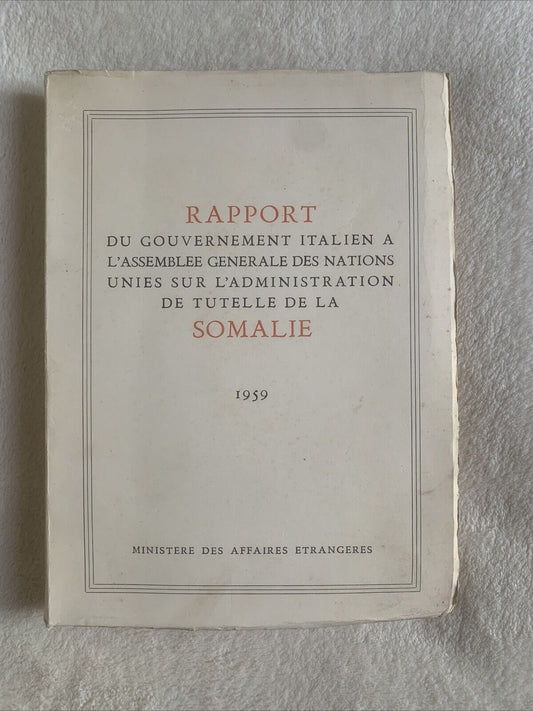 RAPPORT
DU GOUVERNEMENT ITALIEN A
L'ASSEMBLEE GENERALE DES NATIONS
UNIES SUR L'ADMINISTRATION
DE TUTELLE DE LA
SOMALIE
1959
MINISTERE DES AFFAIRES ETRANGERES